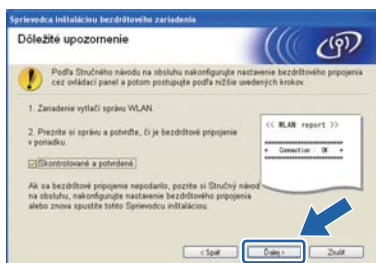 Sprievodca inštaláciou bezdrôtového zariadenia
Dôležité upozornenie
Podľa Stručného návodu na obsluhu nakonfigurujte nastavenie bezdrôtového pripojenia
cez ovládací panel a potom postupujte podľa nižšie uvedených krokov.
1. Zariadenie vytlačí správu WLAN.
2. Prezrite si správu a potvrďte, či je bezdrôtové pripojenie
v poriadku.
<< WLAN report >>
Connection : OK
Skontrolované a potvrdené.
Ak sa bezdrôtové pripojenie nepodarilo, pozrite si Stručný návod
na obsluhu, nakonfigurujte nastavenie bezdrôtového pripojenia
alebo znova spustite tohto Sprievodcu inštaláciou.
< Späť
Ďalej >
Zrušiť